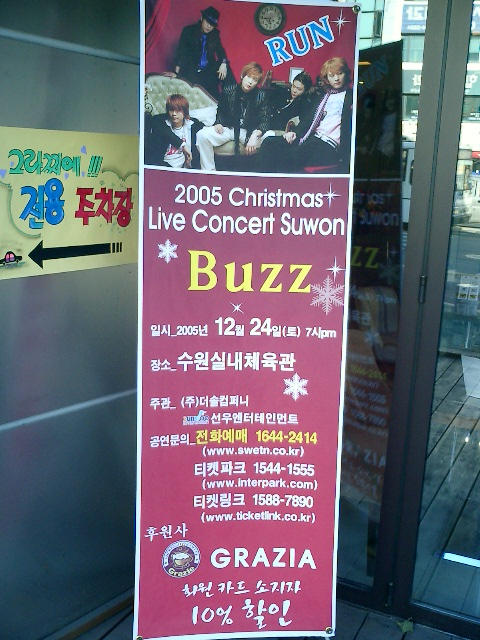 그라찌에 !!!
전용 주차장
RUN
2005 Christmas
Live Concert Suwon
Buzz
일시_2005년 12월 24일(토) 7시pm
장소_수원실내체육관
주관_ (주)더솔컴퍼니
선우엔터테인먼트
공연문의_전화예매 1644-2414
(www.swetn.co.kr)
티켓파크 1544-1555
(www.interpark.com)
티켓링크 1588-7890
(www.ticketlink.co.kr)
후원사
Grazie
GRAZIA
회원 카드 소지자
10% 할인